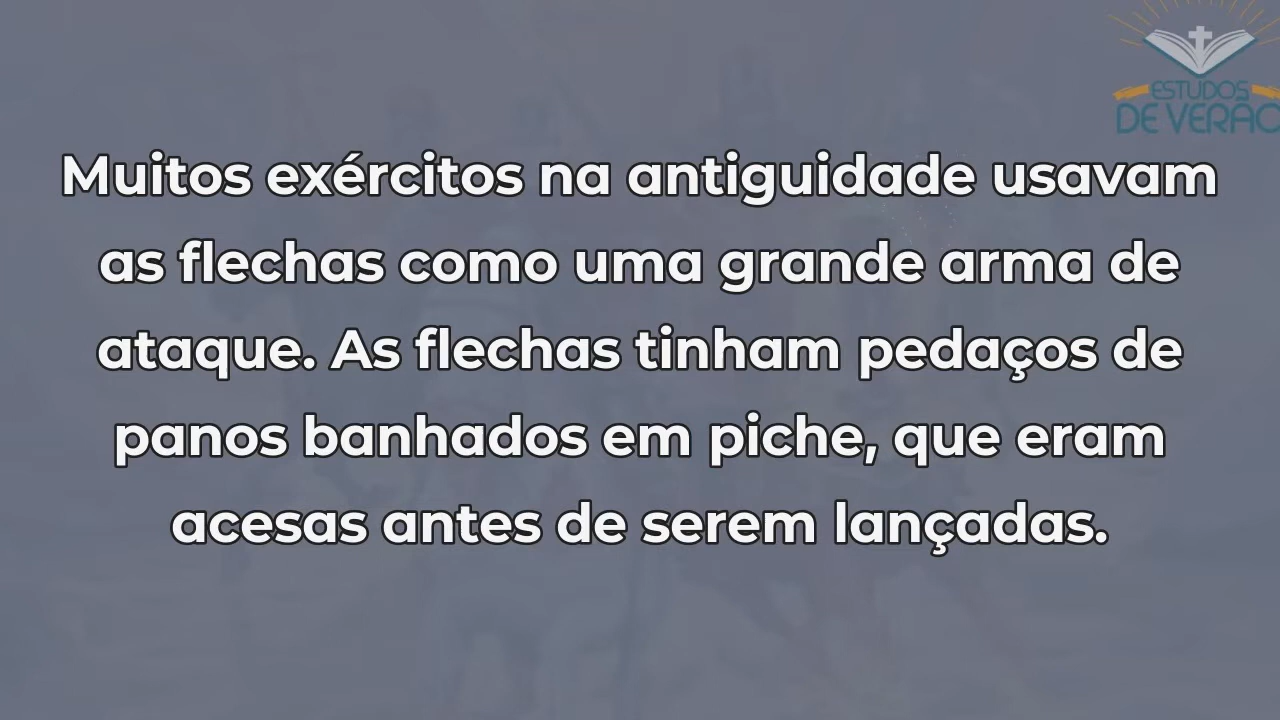 ESTUDOS
DE VERÃO
Muitos exércitos na antiguidade usavam
as flechas como uma grande arma de
ataque. As flechas tinham pedaços de
panos banhados em piche, que eram
acesas antes de serem lançadas.